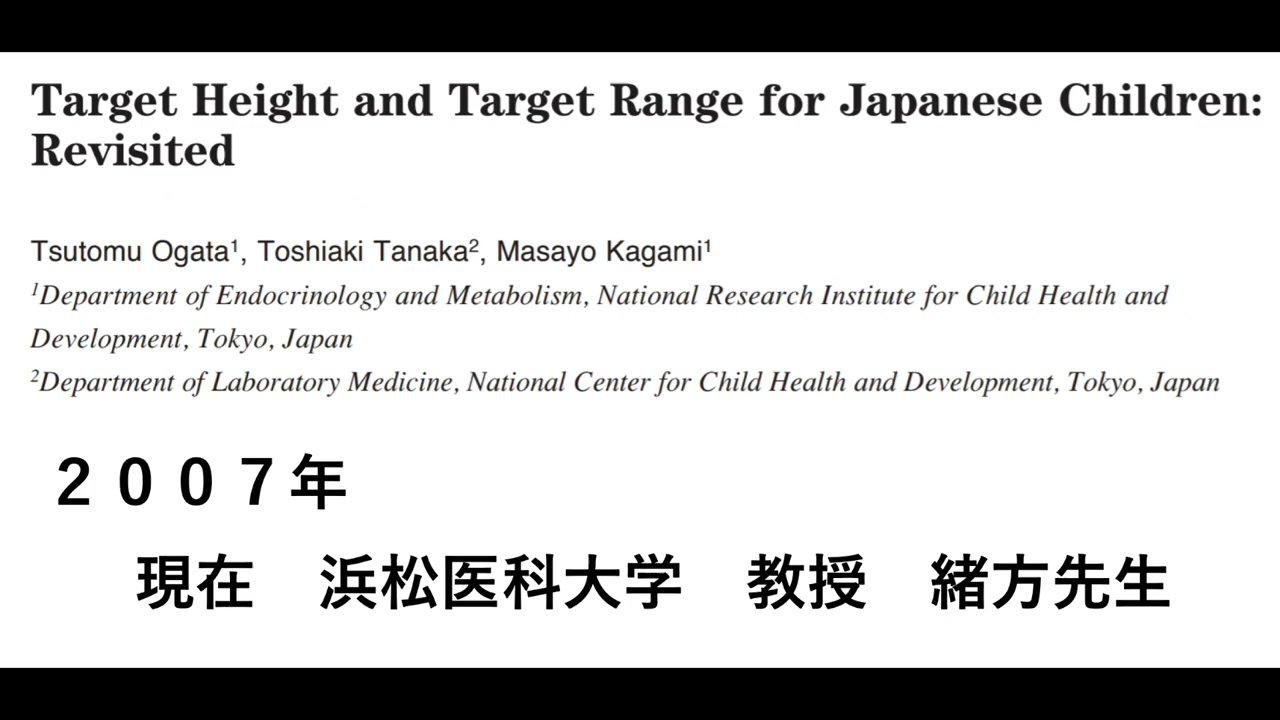 Target Height and Target Range for Japanese Children:
Revisited
Tsutomu Ogata¹, Toshiaki Tanaka², Masayo Kagami¹
¹Department of Endocrinology and Metabolism, National Research Institute for Child Health and
Development, Tokyo, Japan
²Department of Laboratory Medicine, National Center for Child Health and Development, Tokyo, Japan
２００７年
現在　浜松医科大学　教授　緒方先生